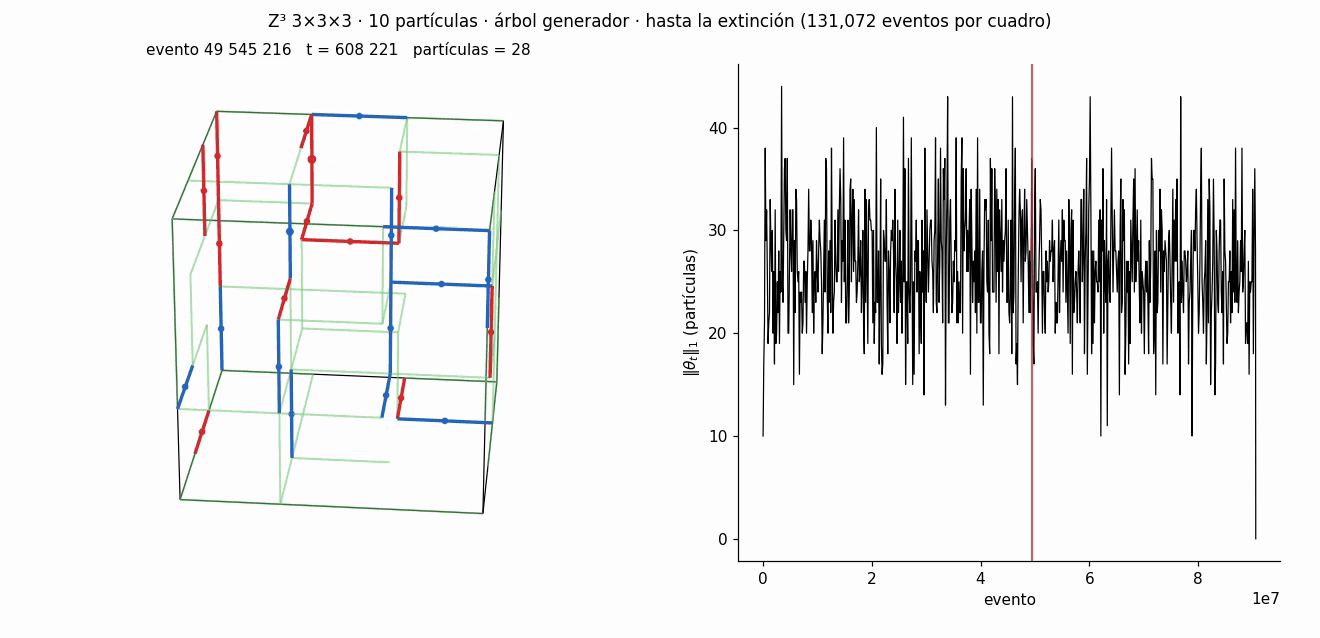 Z³ 3×3×3 · 10 partículas · árbol generador · hasta la extinción (131,072 eventos por cuadro)
evento 49 545 216 t = 608 221 partículas = 28
‖θₜ‖₁ (partículas)
40
30
20
10
0
0 2 4 6 8
evento
1e7